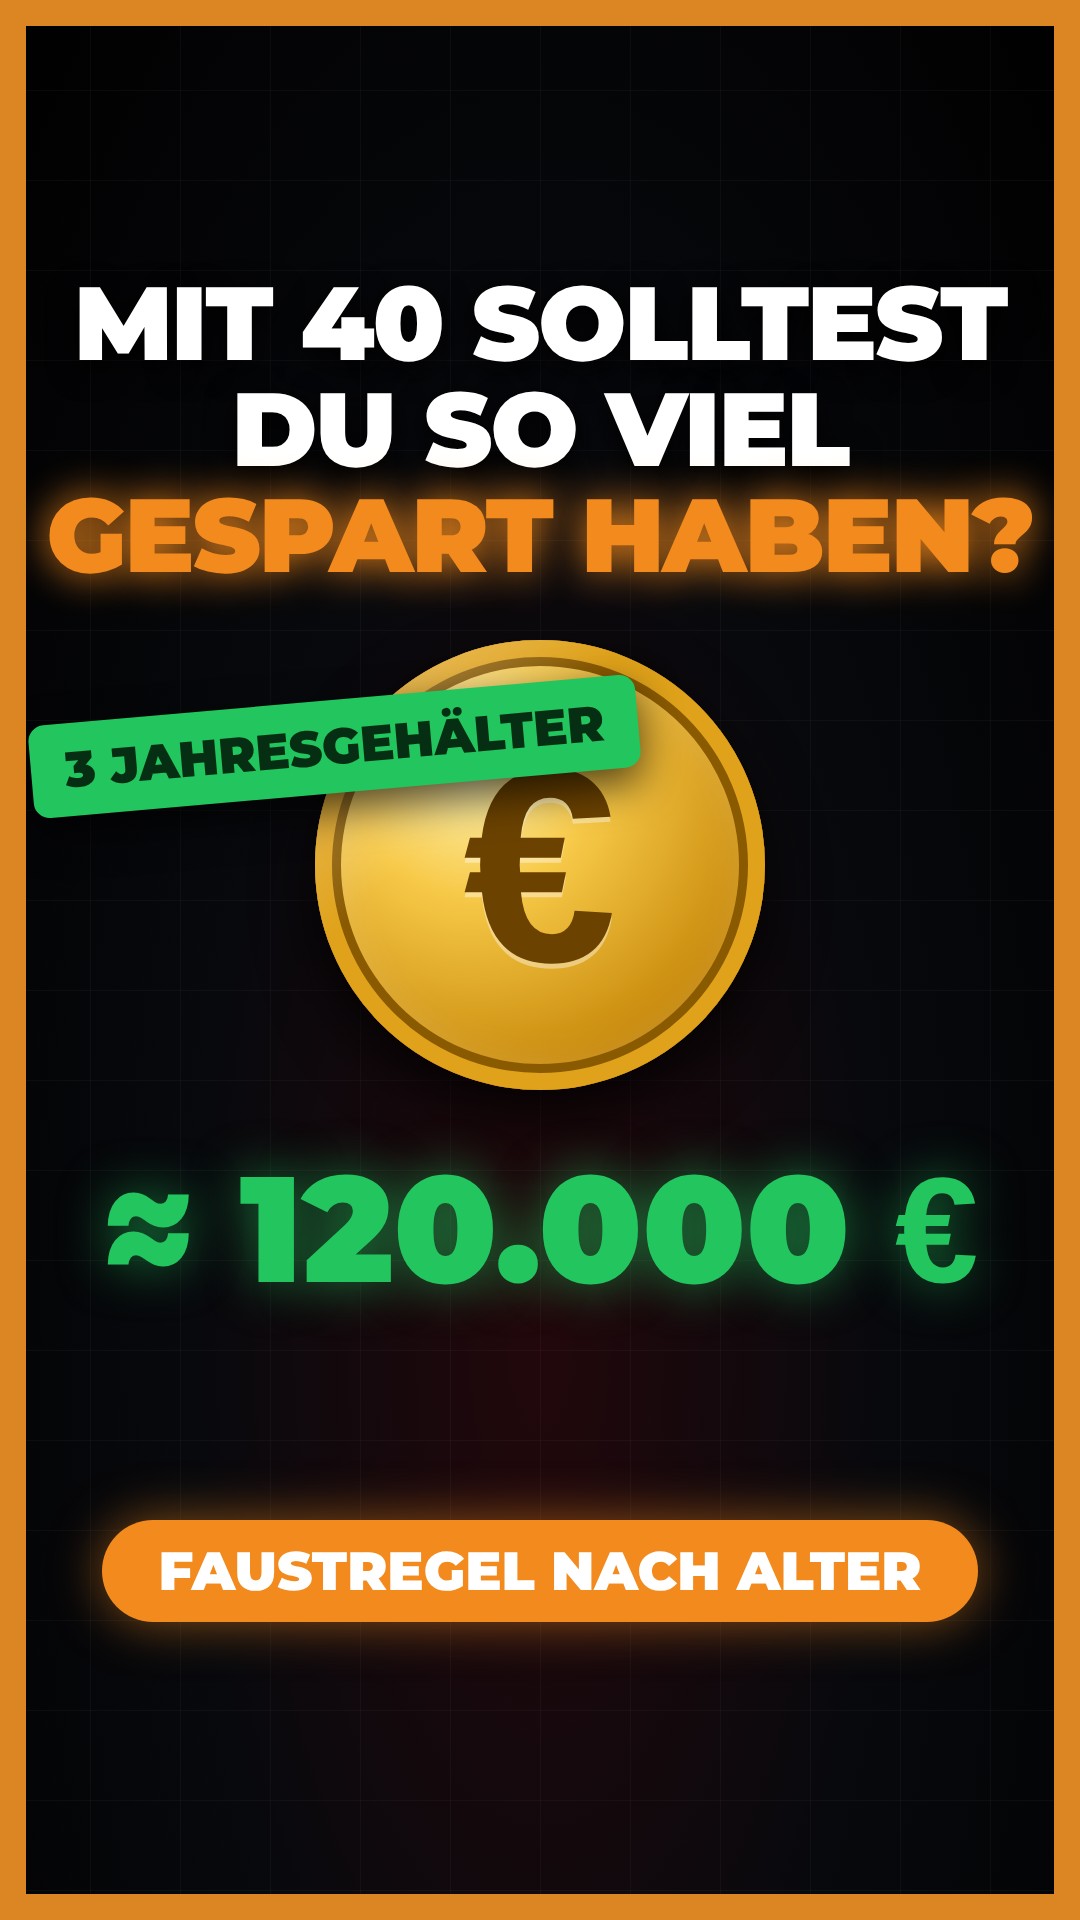 MIT 40 SOLLTEST
DU SO VIEL
GESPART HABEN?
3 JAHRESGEHÄLTER
€
≈ 120.000 €
FAUSTREGEL NACH ALTER